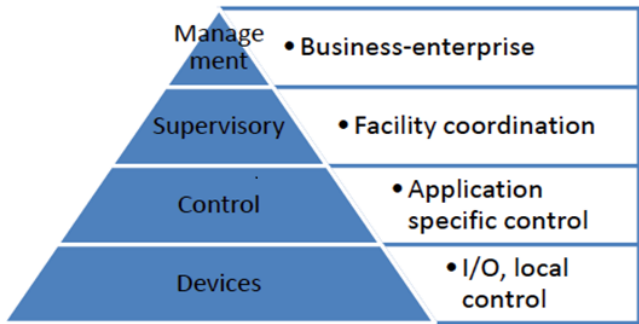 Manage
ment
• Business-enterprise
Supervisory
• Facility coordination
Control
• Application
specific control
Devices
• I/O, local
control